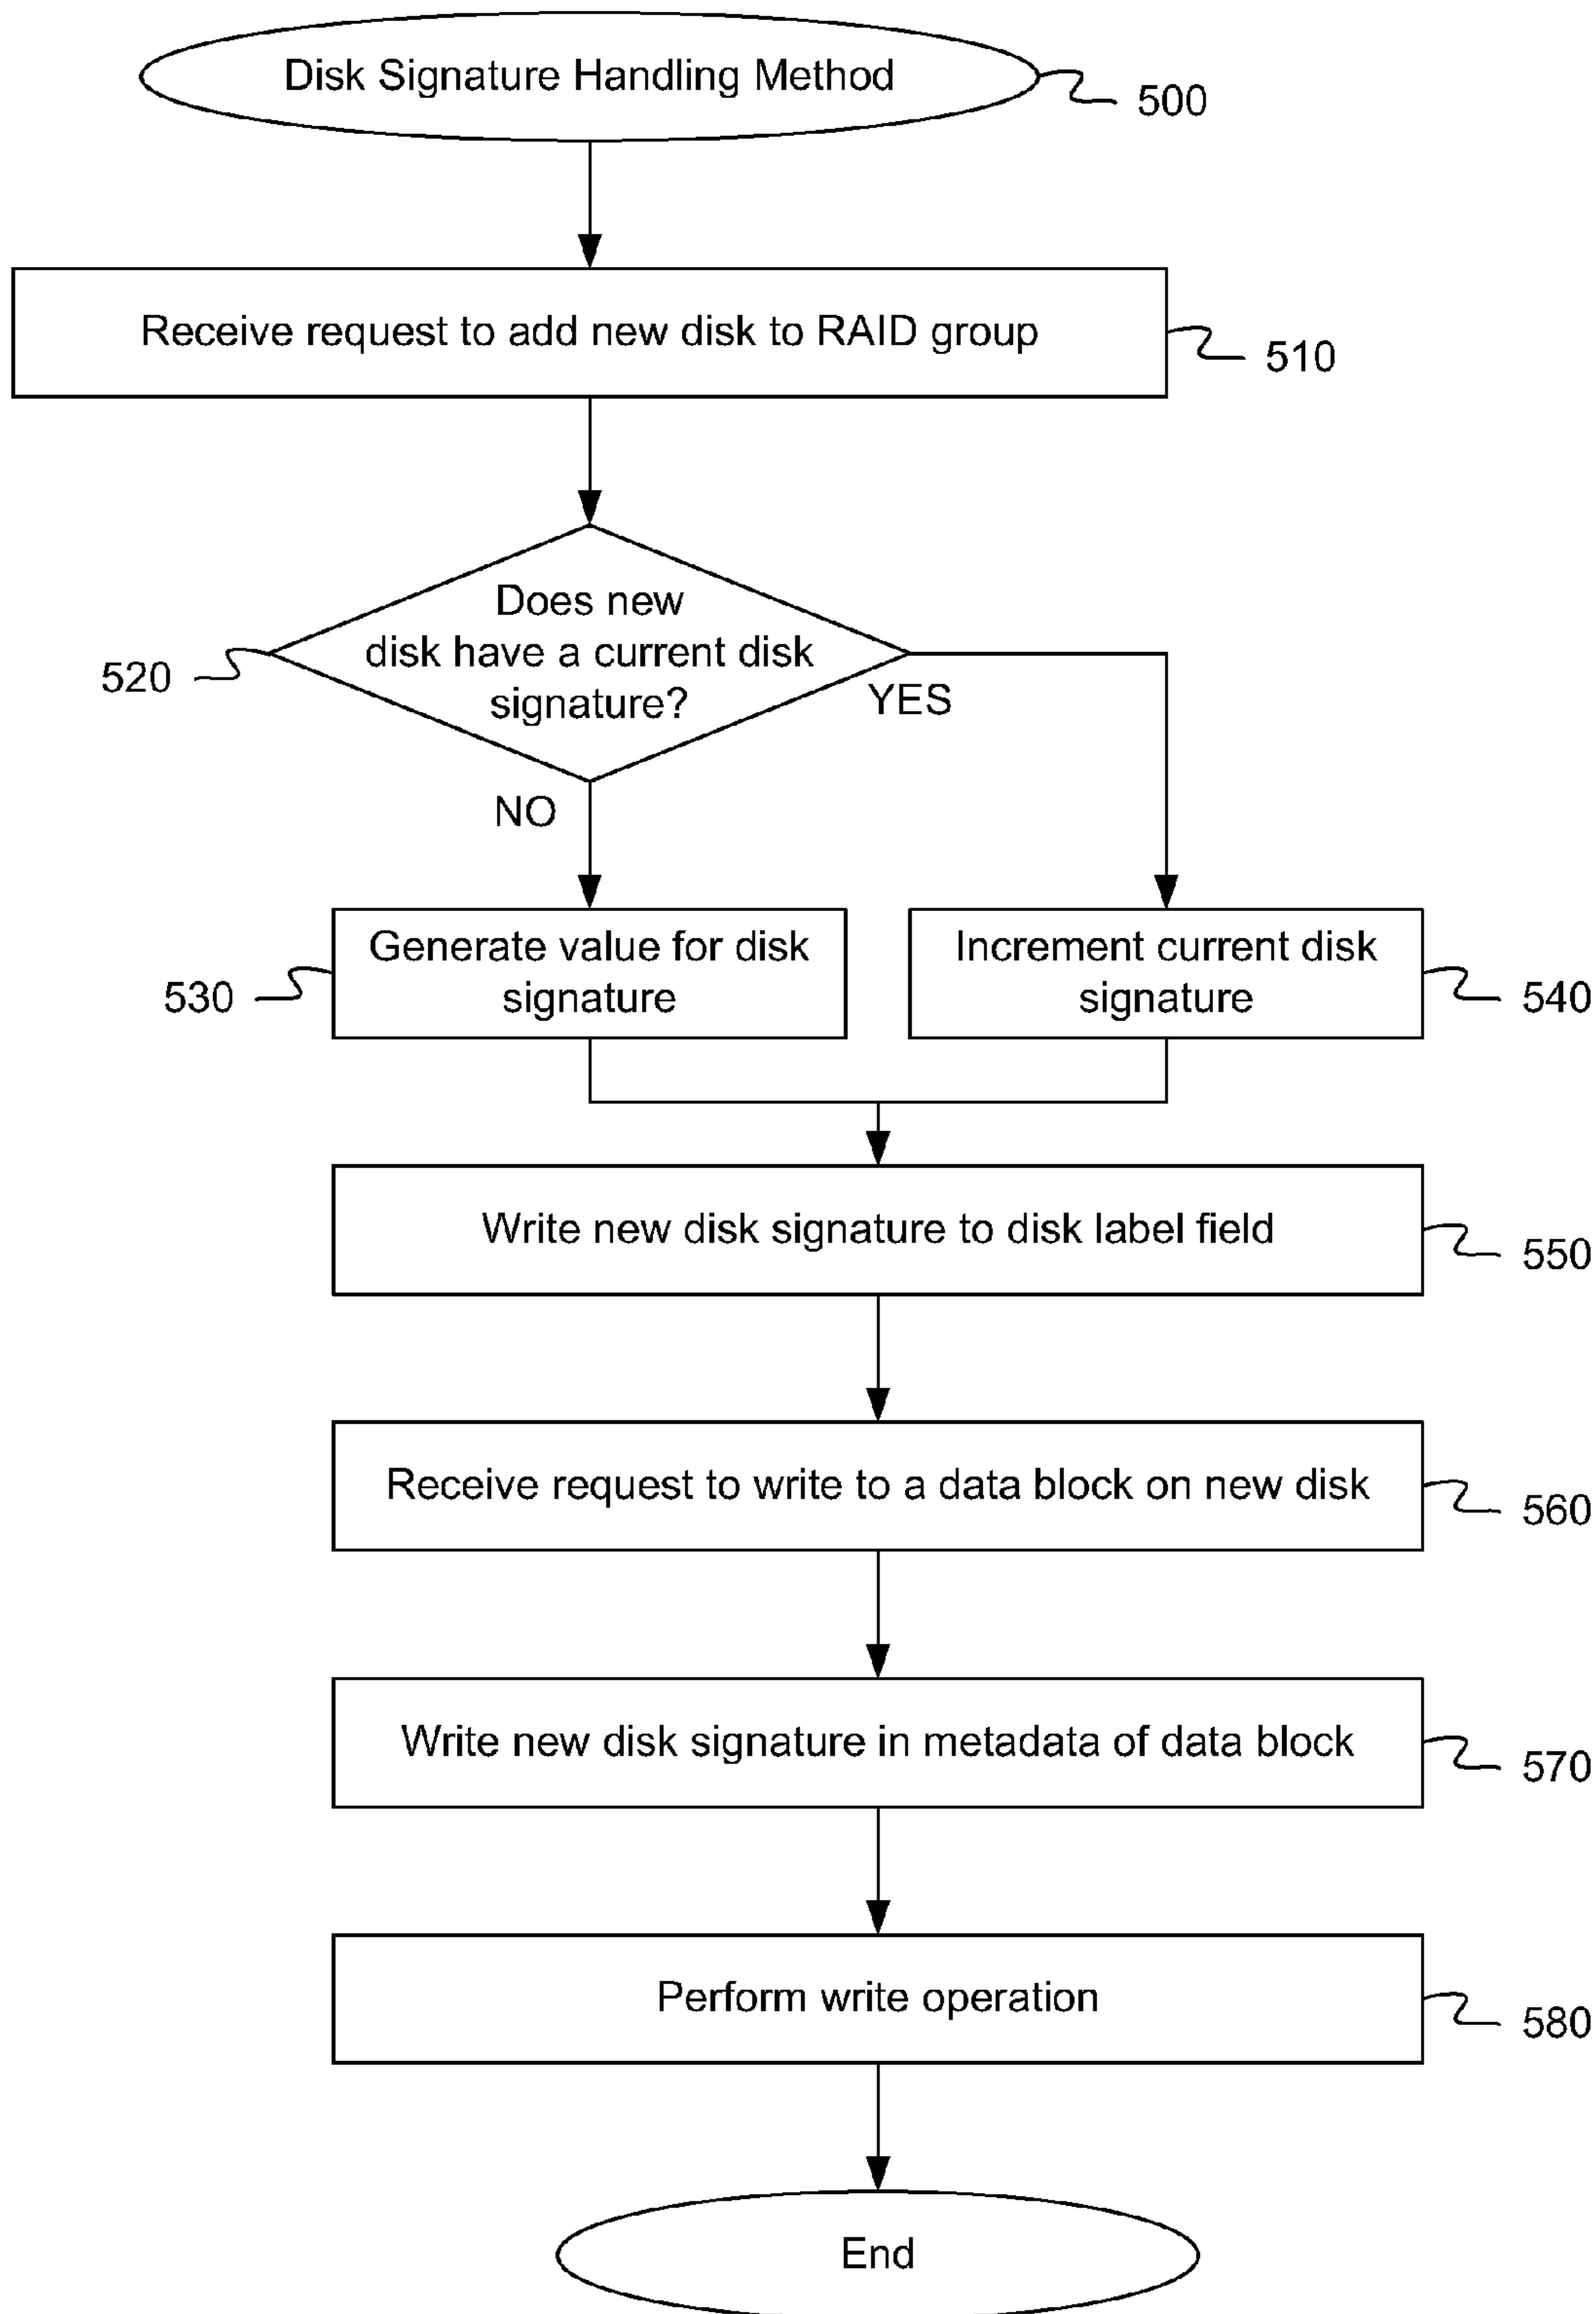 Disk Signature Handling Method
500
Receive request to add new disk to RAID group
510
Does new
disk have a current disk
signature?
520
YES
NO
Generate value for disk
signature
530
Increment current disk
signature
540
Write new disk signature to disk label field
550
Receive request to write to a data block on new disk
560
Write new disk signature in metadata of data block
570
Perform write operation
580
End